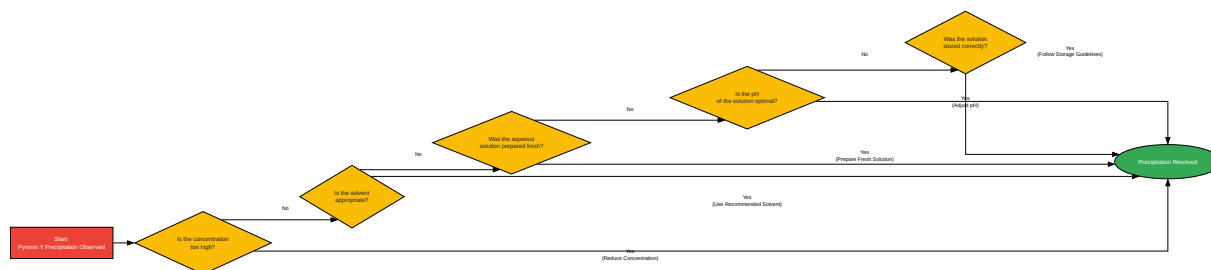 Start:
Pyronin Y Precipitation Observed
Is the concentration
too high?
No
Yes
(Reduce Concentration)
Is the solvent
appropriate?
No
Yes
(Use Recommended Solvent)
Was the aqueous
solution prepared fresh?
No
Yes
(Prepare Fresh Solution)
Is the pH
of the solution optimal?
No
Yes
(Adjust pH)
Was the solution
stored correctly?
Yes
(Follow Storage Guidelines)
Precipitation Resolved